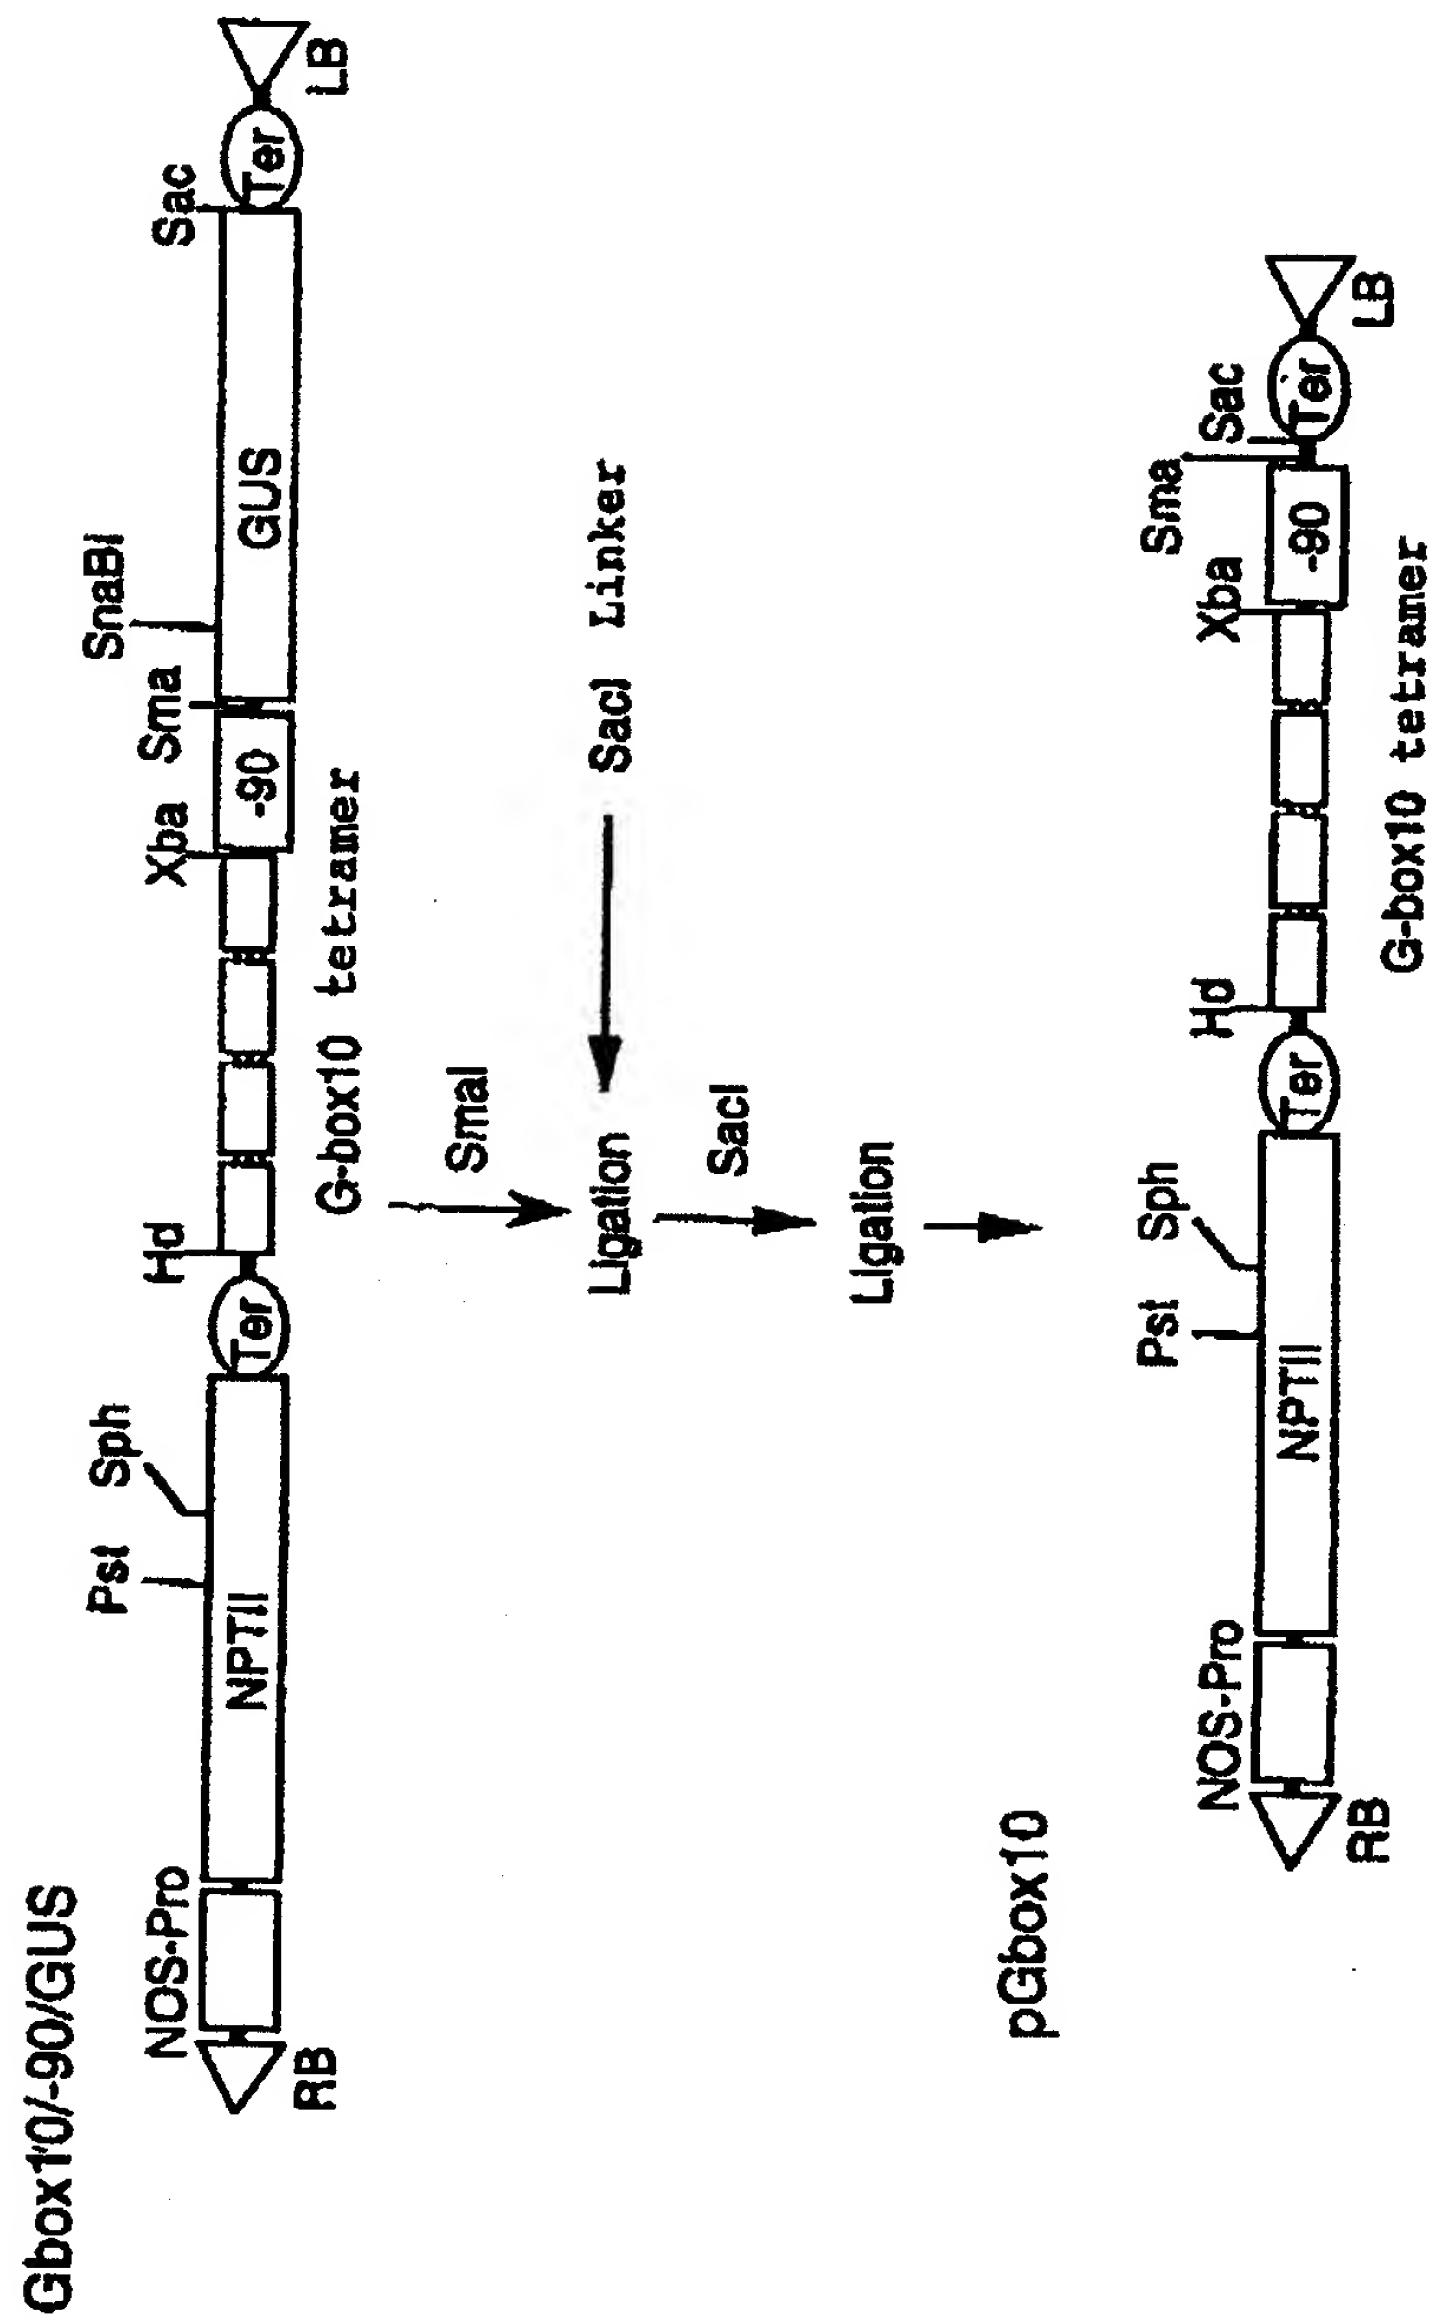 Gbox10/-90/GUS
Pst Sph SnaBI
NOS-Pro Hd Xba Sma Sac
NPTII Ter -90 GUS Ter
RB G-box10 tetramer LB
SmaI
Ligation SacI Linker
SacI
Ligation
pGbox10
Pst Sph Sma
NOS-Pro Hd Xba Sac
NPTII Ter -90 Ter
RB G-box10 tetramer LB